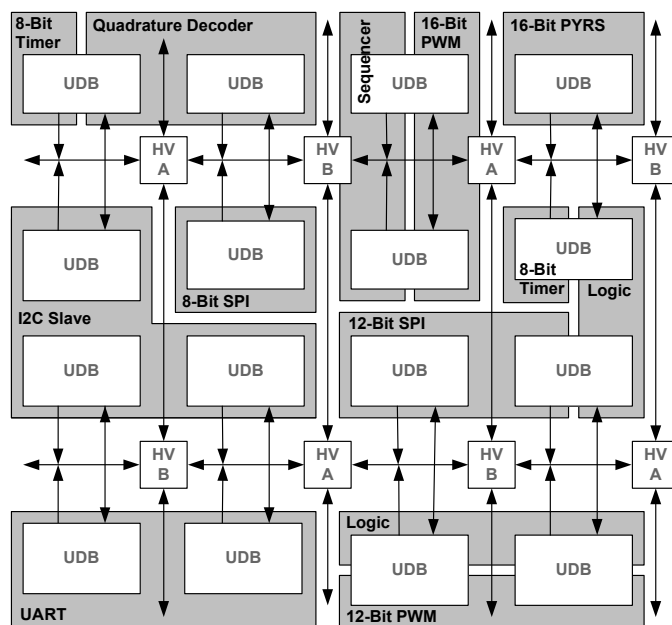 8-Bit
Timer
Quadrature Decoder
Sequencer
16-Bit
PWM
16-Bit PYRS
UDB
UDB
UDB
UDB
HV
A
HV
B
HV
A
HV
B
UDB
UDB
UDB
UDB
8-Bit SPI
8-Bit
Timer
Logic
I2C Slave
12-Bit SPI
UDB
UDB
UDB
UDB
HV
B
HV
A
HV
B
HV
A
Logic
UDB
UDB
UDB
UDB
UART
12-Bit PWM